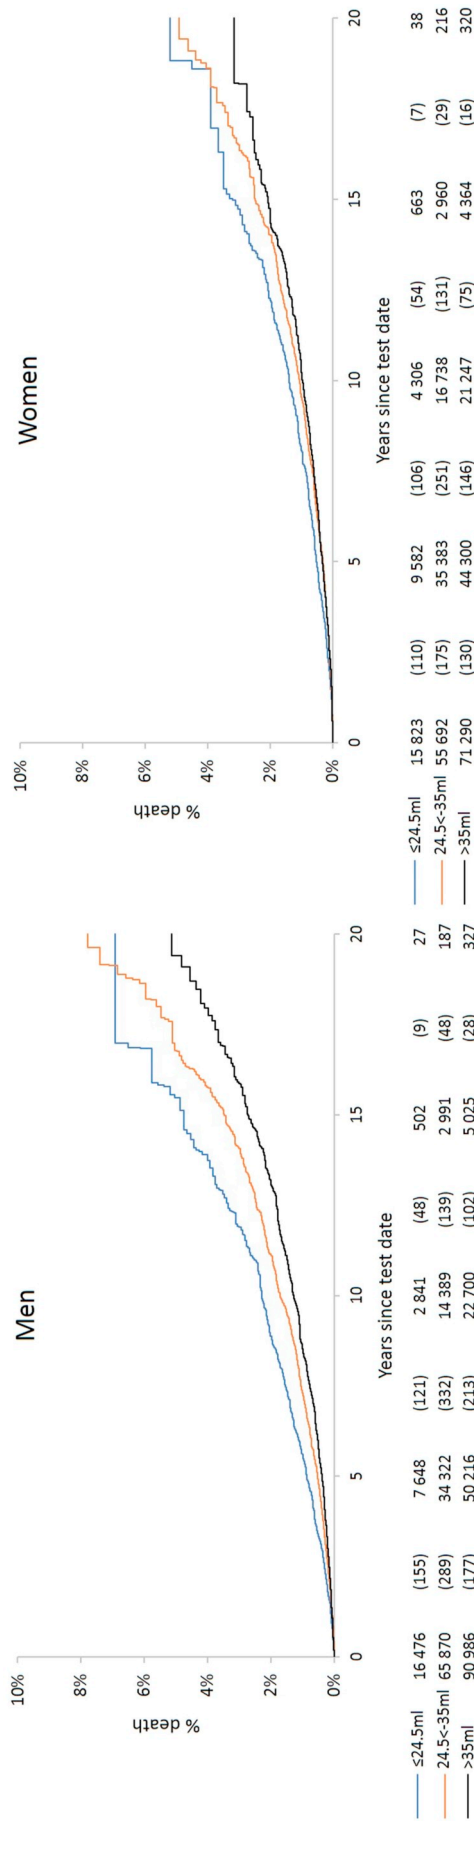 Men
10%
8%
6%
4%
2%
0%
% death
0 5 10 15 20
Years since test date
≤24.5ml 16 476 (155) 7 648 (121) 2 841 (48) 502 (9) 27
24.5<-35ml 65 870 (289) 34 322 (332) 14 389 (139) 2 991 (48) 187
>35ml 90 986 (177) 50 216 (213) 22 700 (102) 5 025 (28) 327
Women
10%
8%
6%
4%
2%
0%
% death
0 5 10 15 20
Years since test date
≤24.5ml 15 823 (110) 9 582 (106) 4 306 (54) 663 (7) 38
24.5<-35ml 55 692 (175) 35 383 (251) 16 738 (131) 2 960 (29) 216
>35ml 71 290 (130) 44 300 (146) 21 247 (75) 4 364 (16) 320